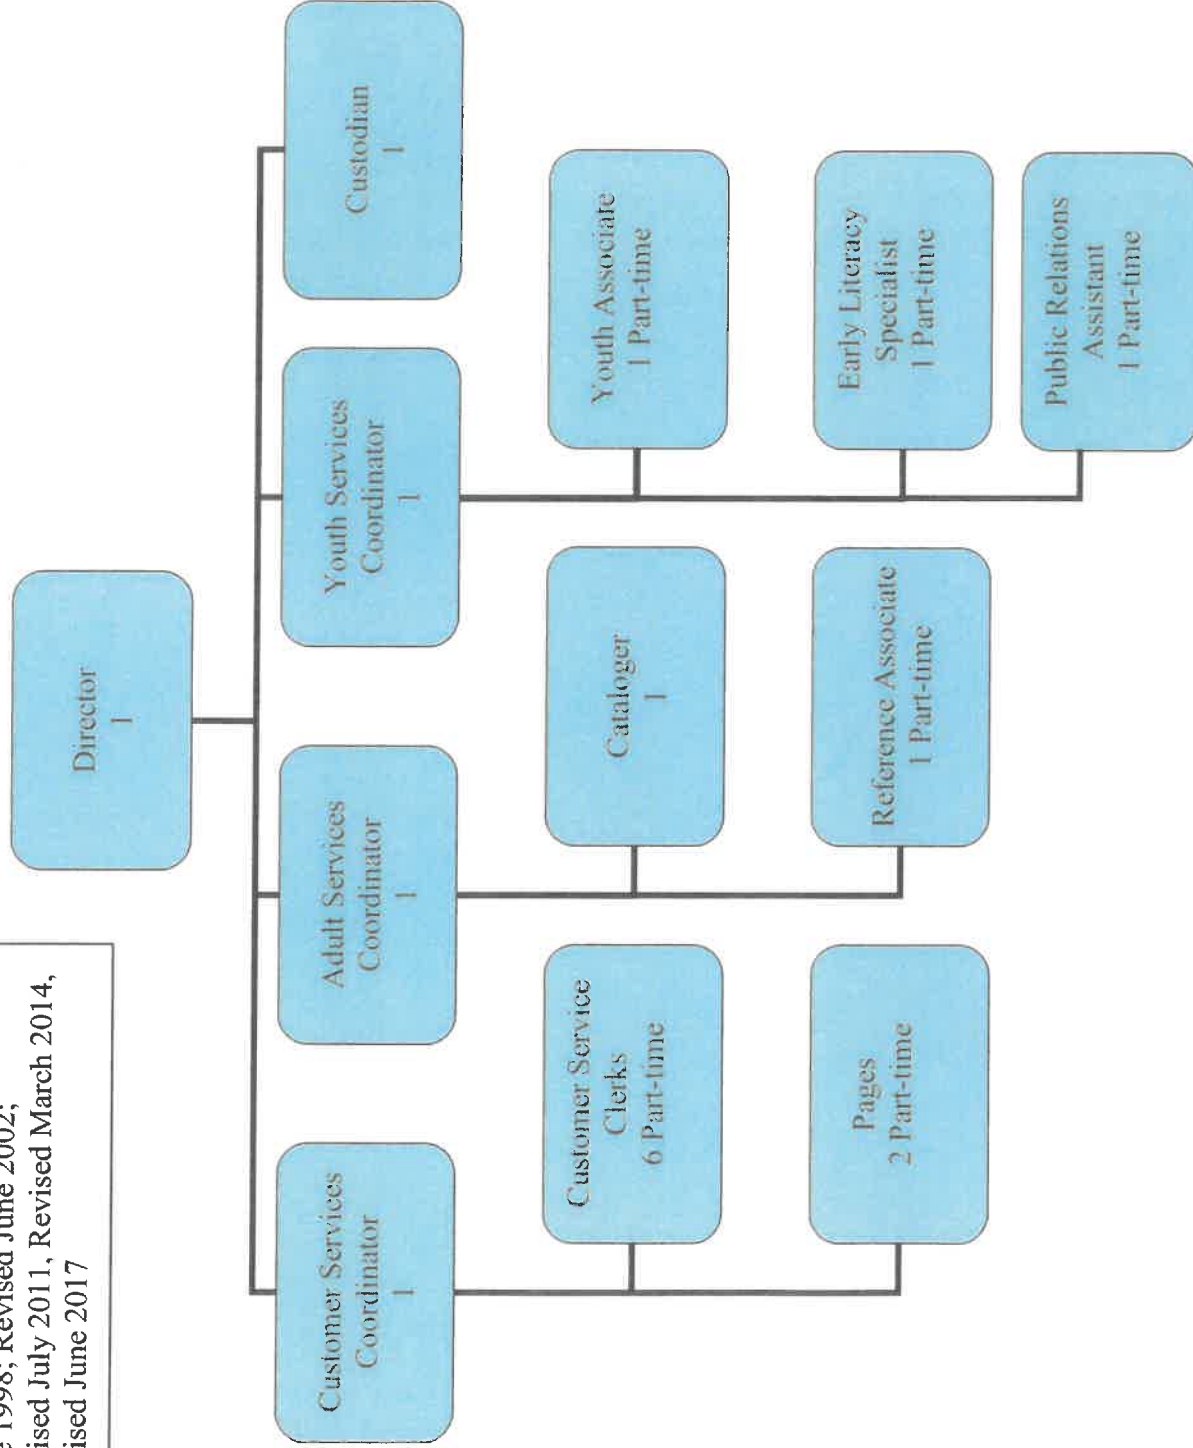 1998; Revised June 2002;
ised July 2011, Revised March 2014,
ised June 2017
Director
1
Customer Services
Coordinator
1
Adult Services
Coordinator
1
Youth Services
Coordinator
1
Custodian
1
Customer Service
Clerks
6 Part-time
Cataloger
1
Youth Associate
1 Part-time
Pages
2 Part-time
Reference Associate
1 Part-time
Early Literacy
Specialist
1 Part-time
Public Relations
Assistant
1 Part-time